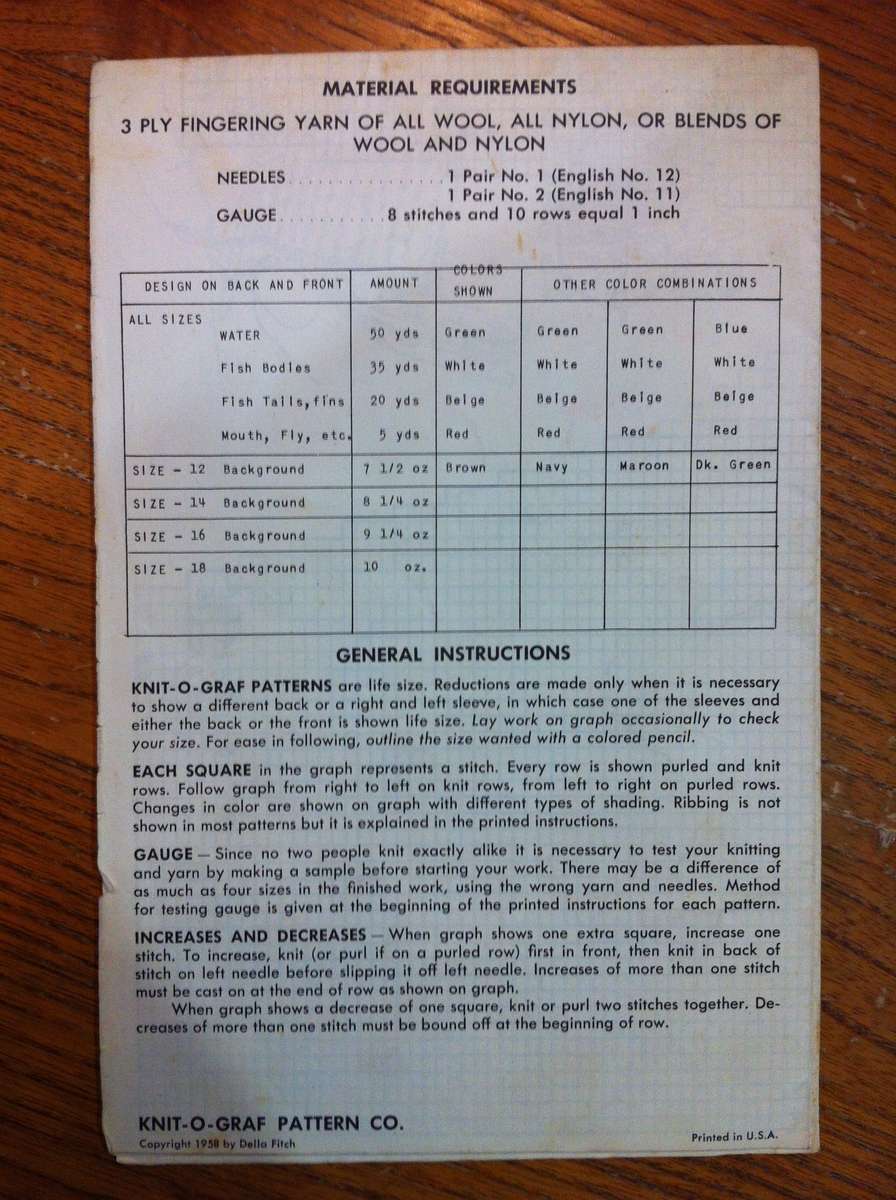 MATERIAL REQUIREMENTS
3 PLY FINGERING YARN OF ALL WOOL, ALL NYLON, OR BLENDS OF
WOOL AND NYLON
NEEDLES ................ 1 Pair No. 1 (English No. 12)
1 Pair No. 2 (English No. 11)
GAUGE ........... 8 stitches and 10 rows equal 1 inch
DESIGN ON BACK AND FRONT AMOUNT COLORS SHOWN OTHER COLOR COMBINATIONS
ALL SIZES
WATER 50 yds Green Green Green Blue
Fish Bodies 35 yds White White White White
Fish Tails,fins 20 yds Beige Beige Beige Beige
Mouth, Fly, etc. 5 yds Red Red Red Red
SIZE - 12 Background 7 1/2 oz Brown Navy Maroon Dk. Green
SIZE - 14 Background 8 1/4 oz
SIZE - 16 Background 9 1/4 oz
SIZE - 18 Background 10 oz.
GENERAL INSTRUCTIONS
KNIT-O-GRAF PATTERNS are life size. Reductions are made only when it is necessary
to show a different back or a right and left sleeve, in which case one of the sleeves and
either the back or the front is shown life size. Lay work on graph occasionally to check
your size. For ease in following, outline the size wanted with a colored pencil.
EACH SQUARE in the graph represents a stitch. Every row is shown purled and knit
rows. Follow graph from right to left on knit rows, from left to right on purled rows.
Changes in color are shown on graph with different types of shading. Ribbing is not
shown in most patterns but it is explained in the printed instructions.
GAUGE — Since no two people knit exactly alike it is necessary to test your knitting
and yarn by making a sample before starting your work. There may be a difference of
as much as four sizes in the finished work, using the wrong yarn and needles. Method
for testing gauge is given at the beginning of the printed instructions for each pattern.
INCREASES AND DECREASES — When graph shows one extra square, increase one
stitch. To increase, knit (or purl if on a purled row) first in front, then knit in back of
stitch on left needle before slipping it off left needle. Increases of more than one stitch
must be cast on at the end of row as shown on graph.
When graph shows a decrease of one square, knit or purl two stitches together. De-
creases of more than one stitch must be bound off at the beginning of row.
KNIT-O-GRAF PATTERN CO.
Copyright 1958 by Della Fitch
Printed in U.S.A.